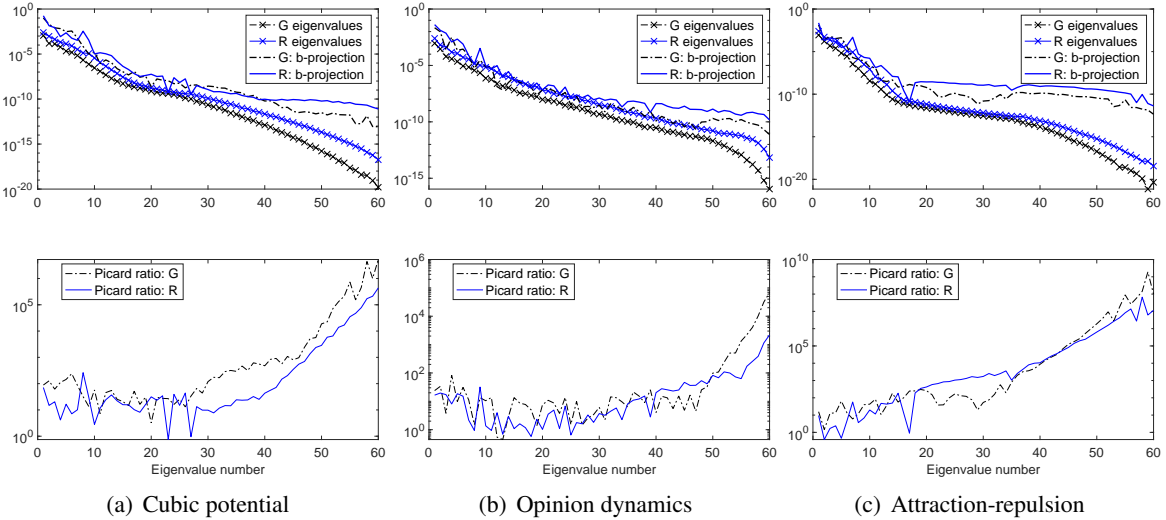 10^0
10^-5
10^-10
10^-15
10^-20
0 10 20 30 40 50 60
G eigenvalues
R eigenvalues
G: b-projection
R: b-projection
10^0
10^-5
10^-10
10^-15
0 10 20 30 40 50 60
G eigenvalues
R eigenvalues
G: b-projection
R: b-projection
10^0
10^-10
10^-20
0 10 20 30 40 50 60
G eigenvalues
R eigenvalues
G: b-projection
R: b-projection
10^5
10^0
Picard ratio: G
Picard ratio: R
0 10 20 30 40 50 60
Eigenvalue number
10^6
10^4
10^2
10^0
Picard ratio: G
Picard ratio: R
0 10 20 30 40 50 60
Eigenvalue number
10^10
10^5
10^0
Picard ratio: G
Picard ratio: R
0 10 20 30 40 50 60
Eigenvalue number
(a) Cubic potential
(b) Opinion dynamics
(c) Attraction-repulsion